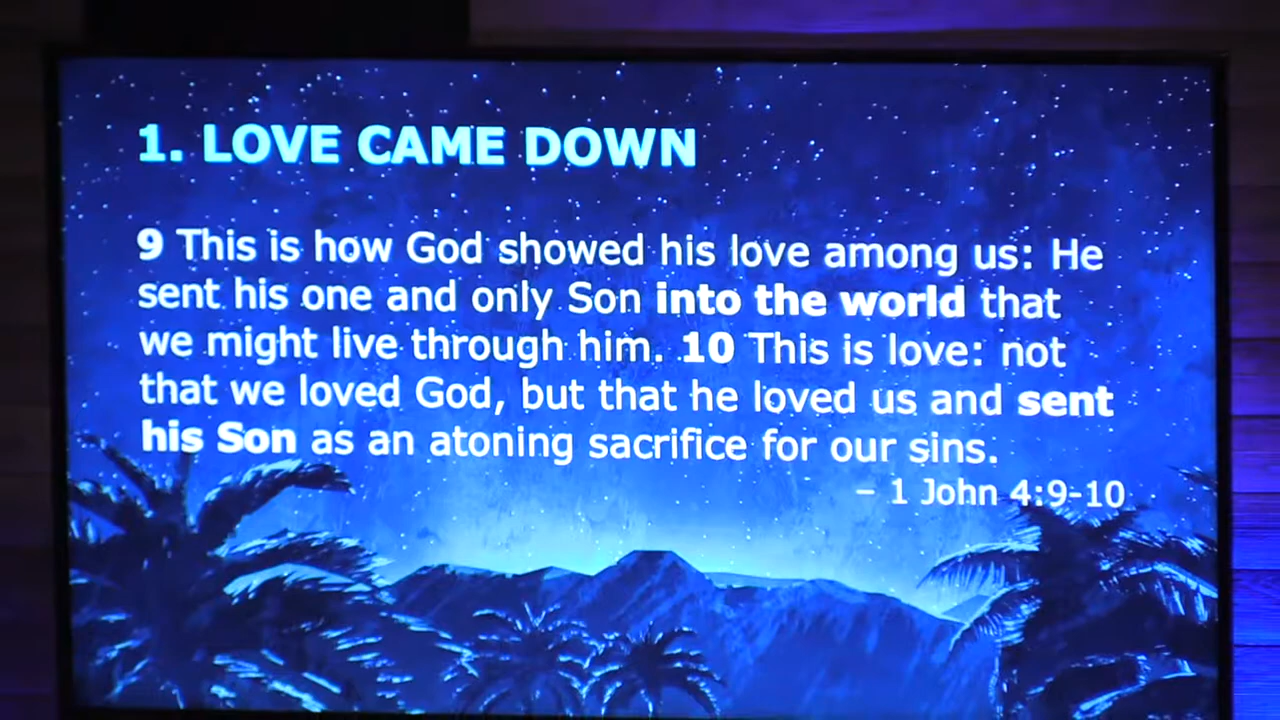 1. LOVE CAME DOWN
9 This is how God showed his love among us: He
sent his one and only Son into the world that
we might live through him. 10 This is love: not
that we loved God, but that he loved us and sent
his Son as an atoning sacrifice for our sins.
– 1 John 4:9-10